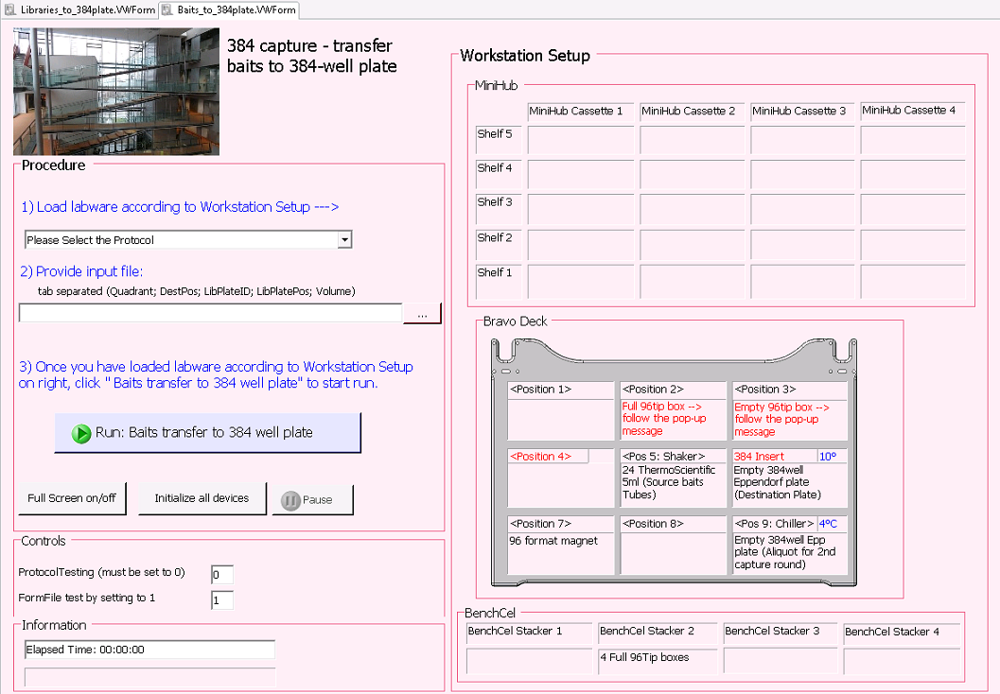 Libraries_to_384plate.VWForm
Baits_to_384plate.VWForm
384 capture - transfer
baits to 384-well plate
Procedure
1) Load labware according to Workstation Setup --->
Please Select the Protocol
2) Provide input file:
tab separated (Quadrant; DestPos; LibPlateID; LibPlatePos; Volume)
...
3) Once you have loaded labware according to Workstation Setup
on right, click " Baits transfer to 384 well plate" to start run.
Run: Baits transfer to 384 well plate
Full Screen on/off
Initialize all devices
Pause
Controls
ProtocolTesting (must be set to 0)
0
FormFile test by setting to 1
1
Information
Elapsed Time: 00:00:00
Workstation Setup
MiniHub
MiniHub Cassette 1
MiniHub Cassette 2
MiniHub Cassette 3
MiniHub Cassette 4
Shelf 5
Shelf 4
Shelf 3
Shelf 2
Shelf 1
Bravo Deck
<Position 1>
<Position 2>
Full 96tip box -->
follow the pop-up
message
<Position 3>
Empty 96tip box -->
follow the pop-up
message
<Position 4>
<Pos 5: Shaker>
24 ThermoScientific
5ml (Source baits
Tubes)
384 Insert
10º
Empty 384well
Eppendorf plate
(Destination Plate)
<Position 7>
96 format magnet
<Position 8>
<Pos 9: Chiller>
4ºC
Empty 384well Epp
plate (Aliquot for 2nd
capture round)
BenchCel
BenchCel Stacker 1
BenchCel Stacker 2
BenchCel Stacker 3
BenchCel Stacker 4
4 Full 96Tip boxes